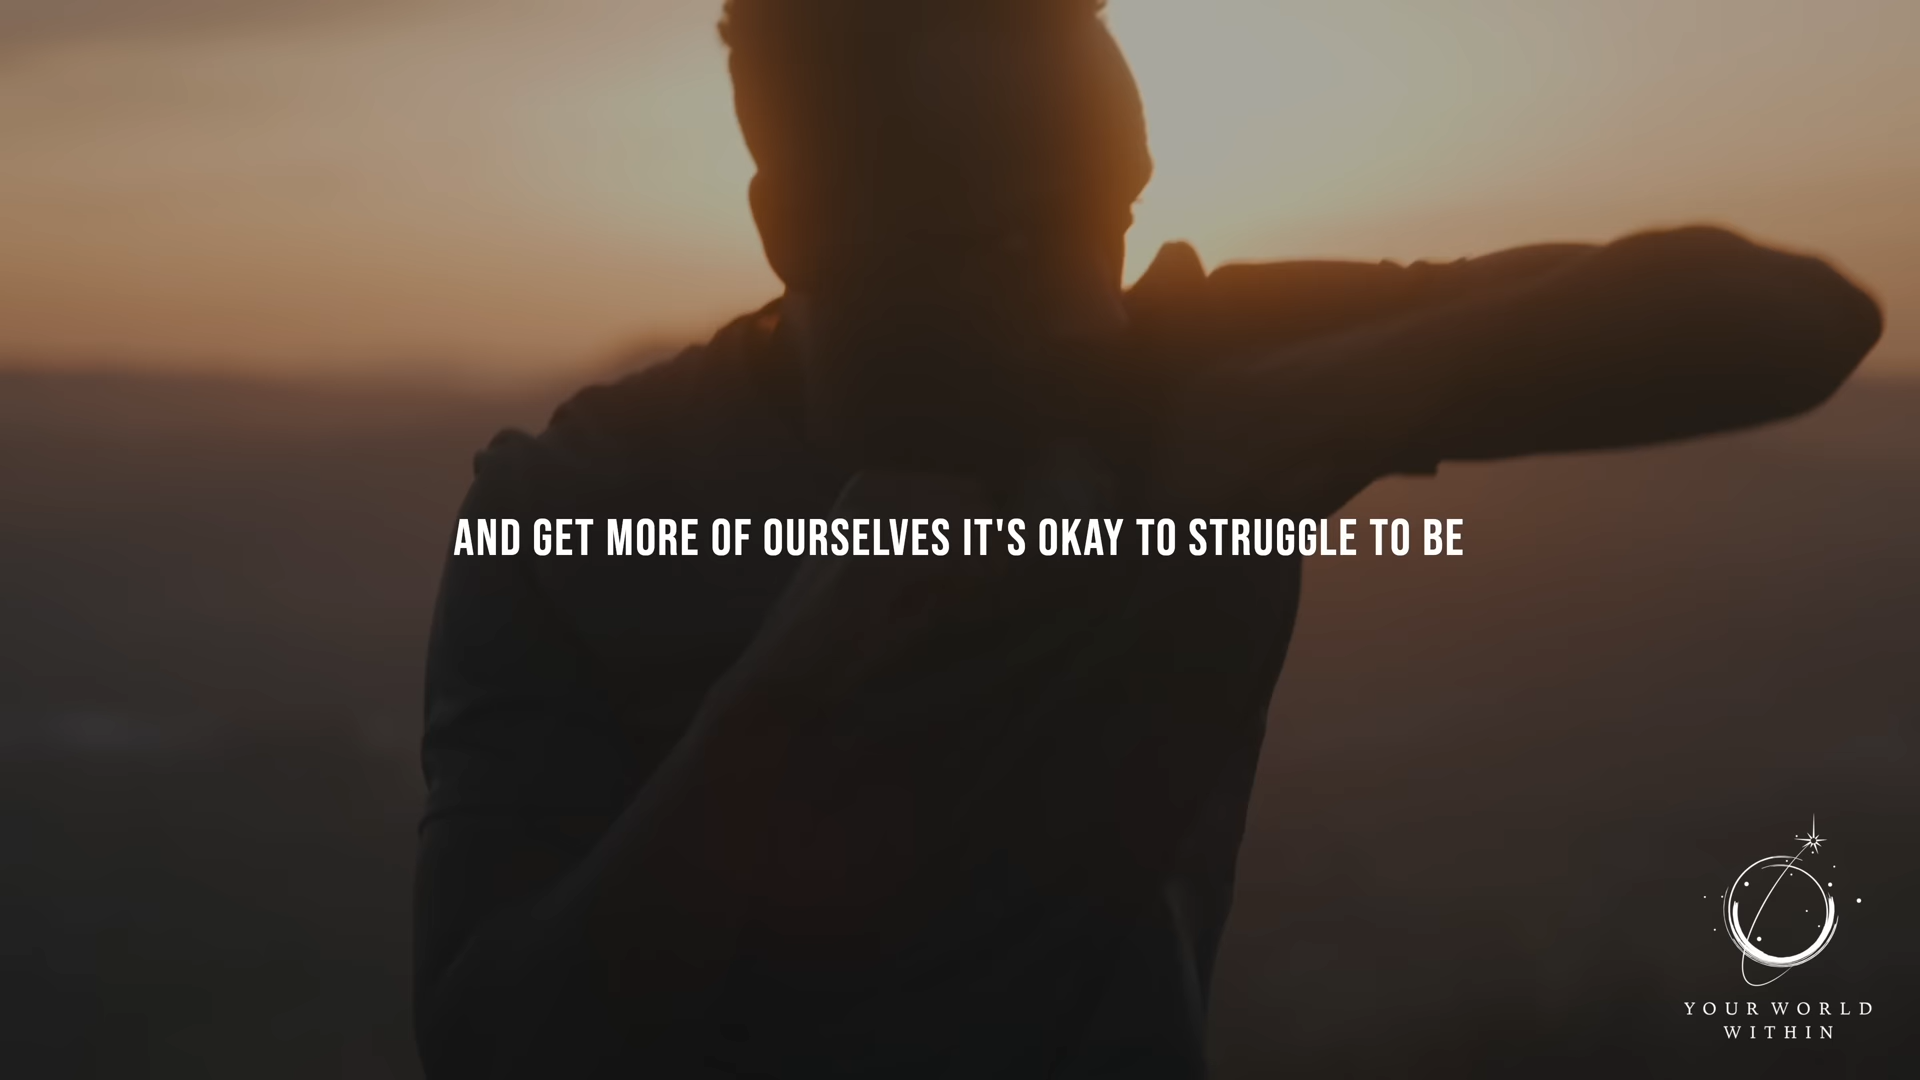 AND GET MORE OF OURSELVES IT'S OKAY TO STRUGGLE TO BE
YOUR WORLD
WITHIN